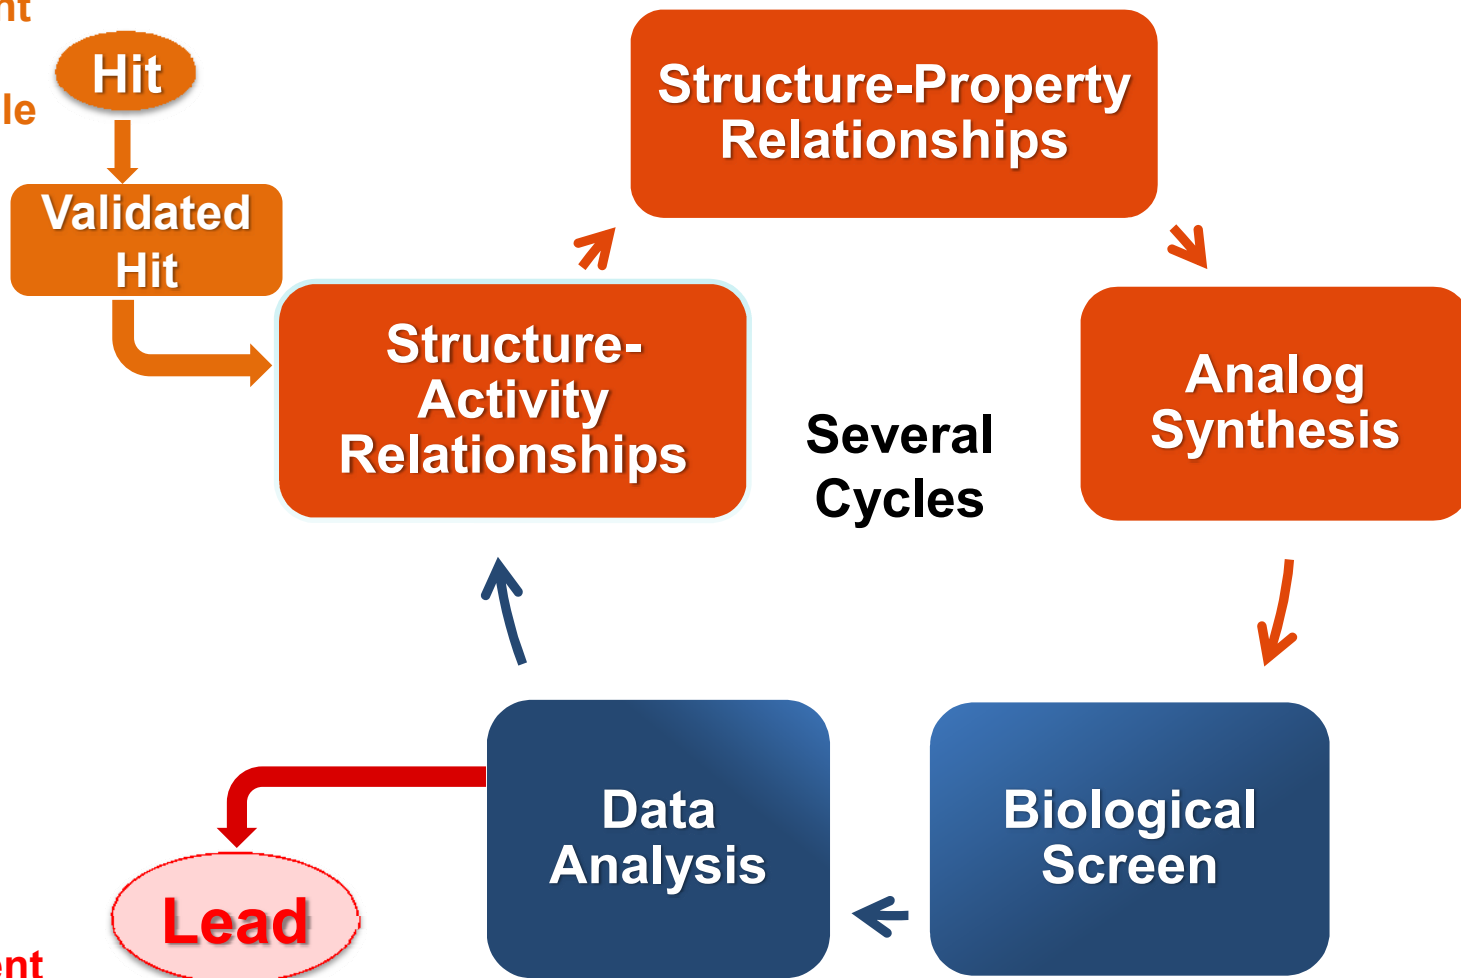 Hit
Validated
Hit
Structure-Property
Relationships
Structure-
Activity
Relationships
Several
Cycles
Analog
Synthesis
Data
Analysis
Biological
Screen
Lead